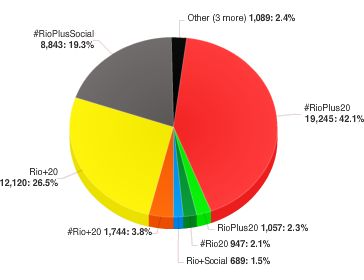 Other (3 more) 1,089: 2.4%
#RioPlusSocial
8,843: 19.3%
#RioPlus20
19,245: 42.1%
Rio+20
12,120: 26.5%
RioPlus20 1,057: 2.3%
#Rio+20 1,744: 3.8%
#Rio20 947: 2.1%
Rio+Social 689: 1.5%